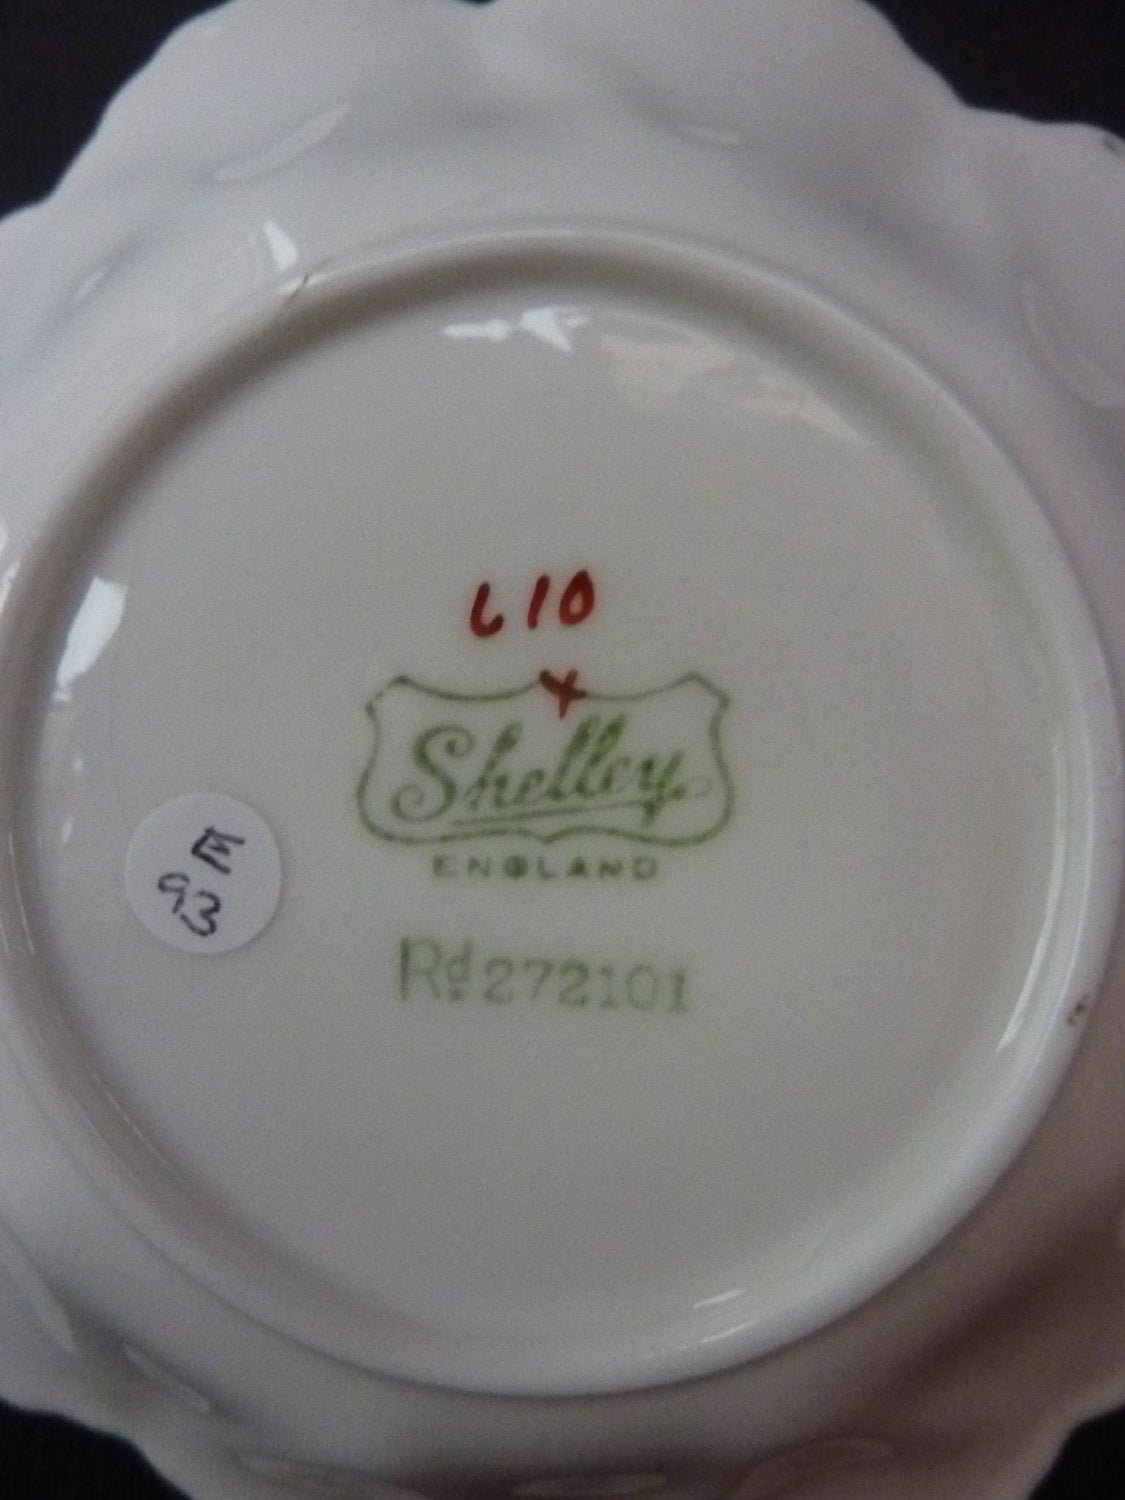 610
Shelley
ENGLAND
Rd. 272101
E
93